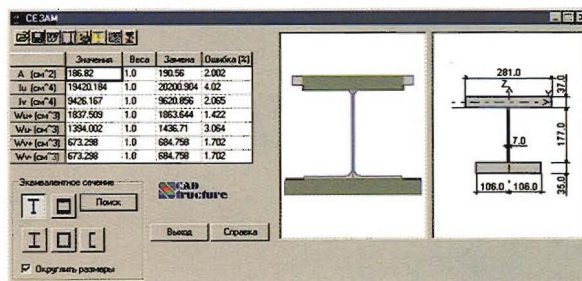 СЕЗАМ
Значения Веса Замена Ошибка (%)
A (см^2) 186.82 1.0 190.56 2.002
Iu (см^4) 19420.184 1.0 20200.904 4.02
Iv (см^4) 9426.167 1.0 9620.856 2.065
Wu+ (см^3) 1837.509 1.0 1863.644 1.422
Wu- (см^3) 1394.002 1.0 1436.71 3.064
Wv+ (см^3) 673.298 1.0 684.758 1.702
Wv- (см^3) 673.298 1.0 684.758 1.702
Эквивалентное сечение
Поиск
Округлить размеры
CAD
Structure
Выход Справка
281.0
Z
Y
37.0
7.0
177.0
106.0 106.0
35.0